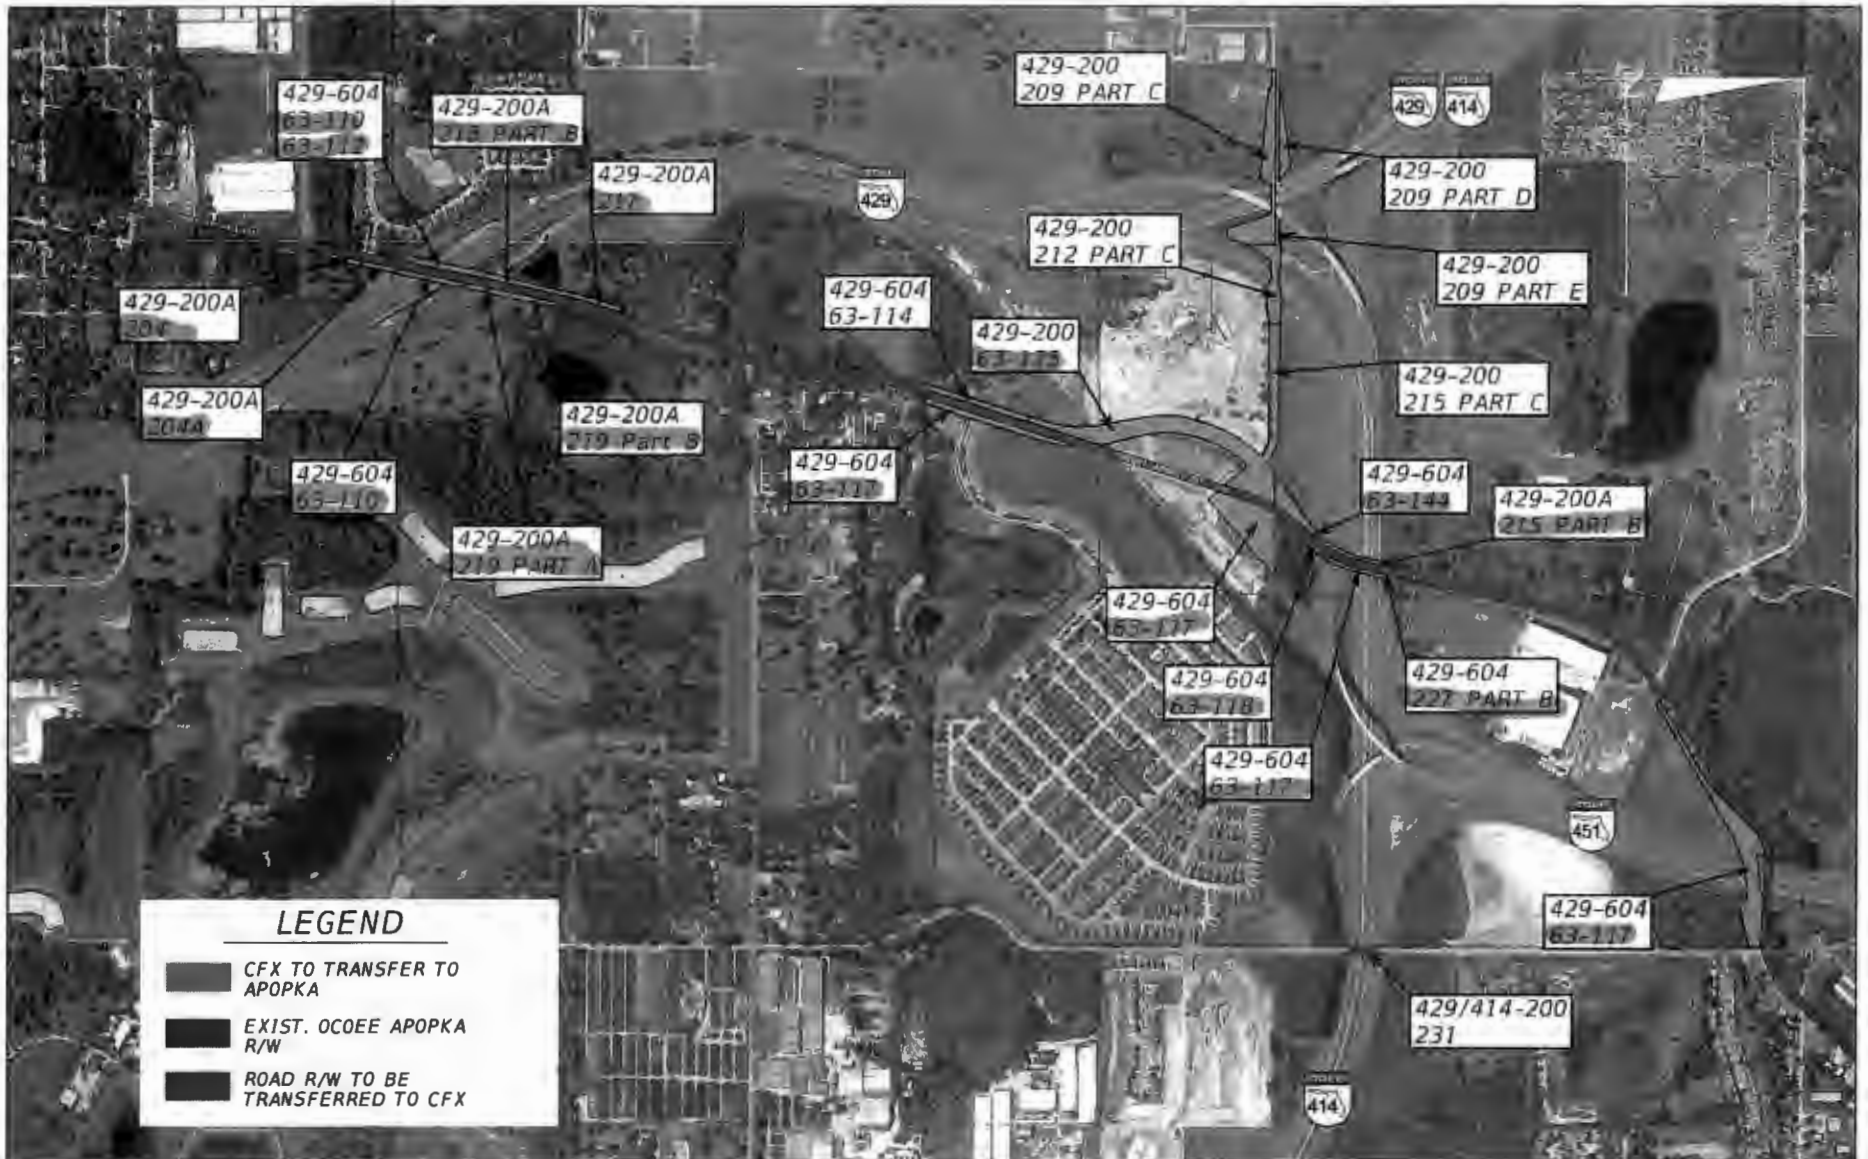 429-604
63-110
63-112
429-200A
213 PART B
429-200A
217
429-200
209 PART C
429
414
429-200
209 PART D
429
429-200
212 PART C
429-200
209 PART E
429-200A
204
429-604
63-114
429-200
429-200A
204A
429-200A
219 Part B
429-200
215 PART C
429-604
63-110
429-604
63-117
429-604
63-144
429-200A
215 PART B
429-200A
219 PART A
429-604
63-117
429-604
63-118
429-604
227 PART B
429-604
63-117
451
429-604
63-117
LEGEND
CFX TO TRANSFER TO
APOPKA
EXIST. OCOEE APOPKA
R/W
ROAD R/W TO BE
TRANSFERRED TO CFX
429/414-200
231
414